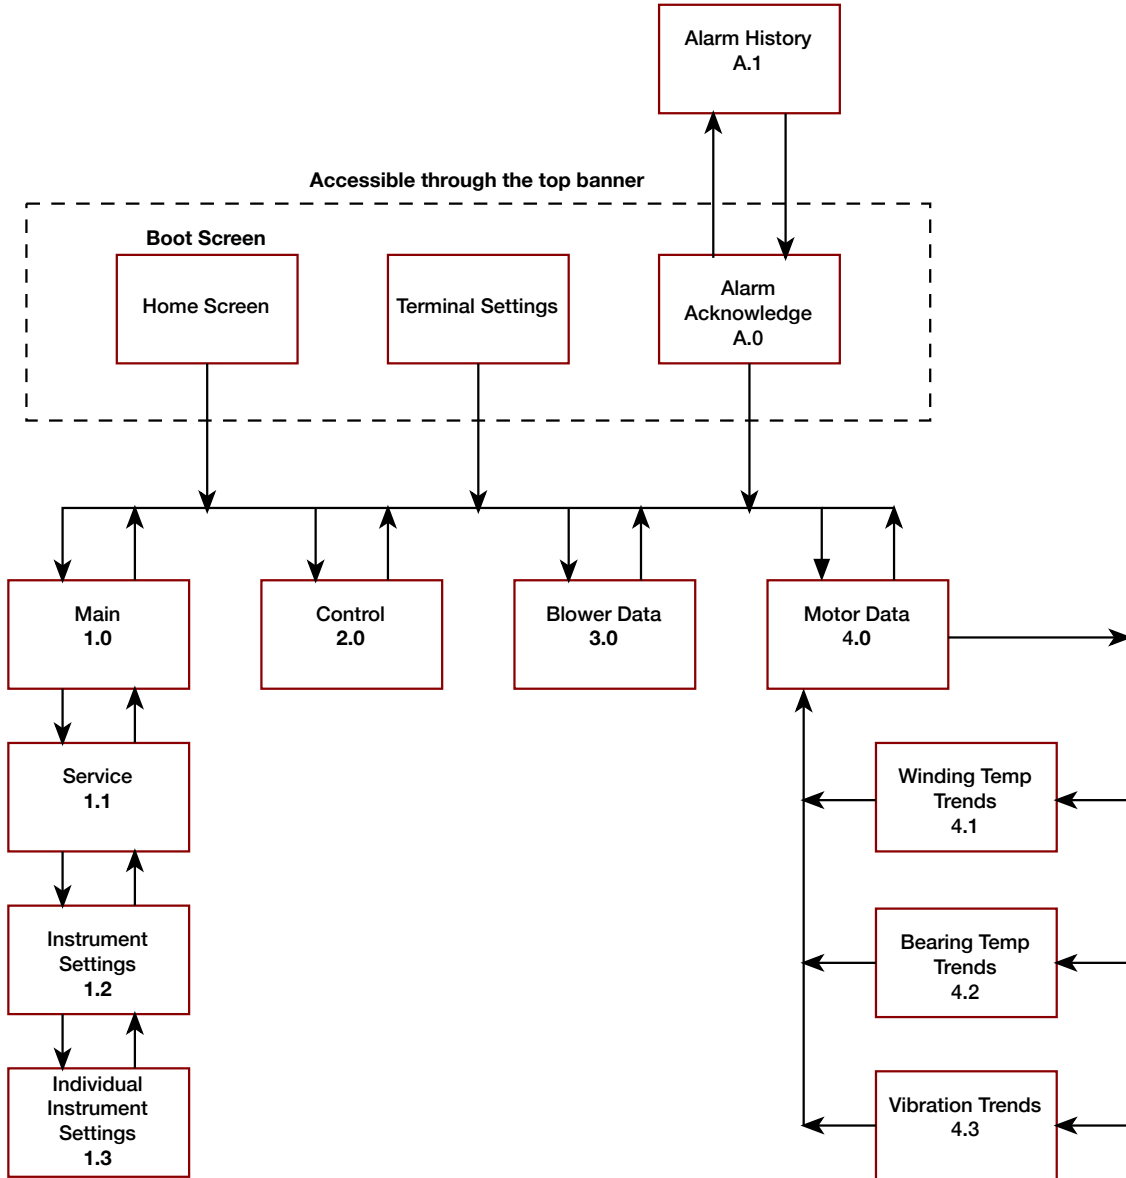 Alarm History
A.1
Accessible through the top banner
Boot Screen
Home Screen
Terminal Settings
Alarm
Acknowledge
A.0
Main
1.0
Control
2.0
Blower Data
3.0
Motor Data
4.0
Service
1.1
Winding Temp
Trends
4.1
Instrument
Settings
1.2
Bearing Temp
Trends
4.2
Individual
Instrument
Settings
1.3
Vibration Trends
4.3